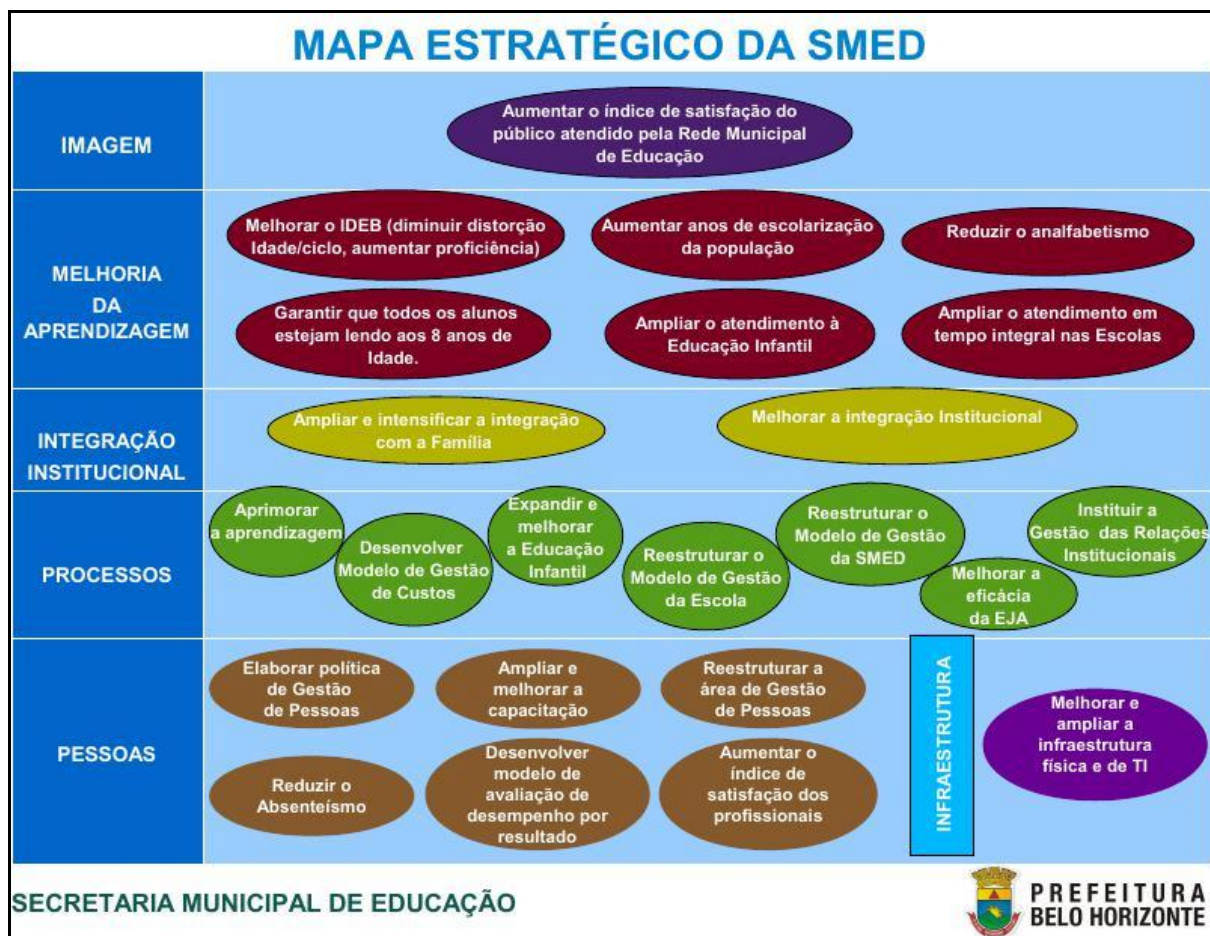 MAPA ESTRATÉGICO DA SMED
IMAGEM
Aumentar o índice de satisfação do
público atendido pela Rede Municipal
de Educação
MELHORIA
DA
APRENDIZAGEM
Melhorar o IDEB (diminuir distorção
Idade/ciclo, aumentar proficiência)
Aumentar anos de escolarização
da população
Reduzir o analfabetismo
Garantir que todos os alunos
estejam lendo aos 8 anos de
Idade.
Ampliar o atendimento à
Educação Infantil
Ampliar o atendimento em
tempo integral nas Escolas
INTEGRAÇÃO
INSTITUCIONAL
Ampliar e intensificar a integração
com a Família
Melhorar a integração Institucional
PROCESSOS
Aprimorar
a aprendizagem
Desenvolver
Modelo de Gestão
de Custos
Expandir e
melhorar
a Educação
Infantil
Reestruturar o
Modelo de Gestão
da Escola
Reestruturar o
Modelo de Gestão
da SMED
Melhorar a
eficácia
da EJA
Instituir a
Gestão das Relações
Institucionais
PESSOAS
Elaborar política
de Gestão
de Pessoas
Ampliar e
melhorar a
capacitação
Reestruturar a
área de Gestão
de Pessoas
Reduzir o
Absenteísmo
Desenvolver
modelo de
avaliação de
desempenho por
resultado
Aumentar o
índice de
satisfação dos
profissionais
INFRAESTRUTURA
Melhorar e
ampliar a
infraestrutura
física e de TI
SECRETARIA MUNICIPAL DE EDUCAÇÃO
PREFEITURA
BELO HORIZONTE